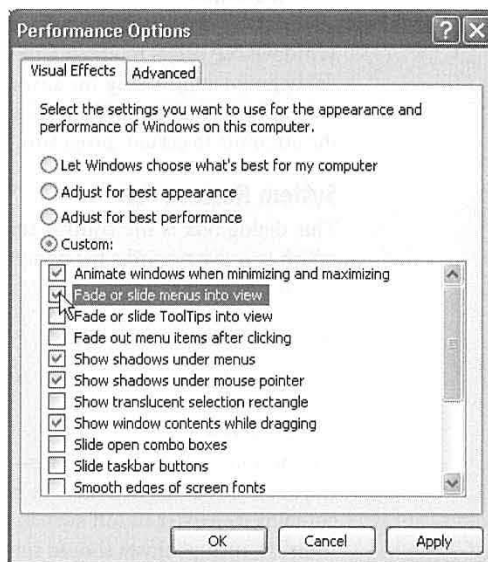 Performance Options
Visual Effects
Advanced
Select the settings you want to use for the appearance and
performance of Windows on this computer.
Let Windows choose what's best for my computer
Adjust for best appearance
Adjust for best performance
Custom:
Animate windows when minimizing and maximizing
Fade or slide menus into view
Fade or slide ToolTips into view
Fade out menu items after clicking
Show shadows under menus
Show shadows under mouse pointer
Show translucent selection rectangle
Show window contents while dragging
Slide open combo boxes
Slide taskbar buttons
Smooth edges of screen fonts
OK
Cancel
Apply